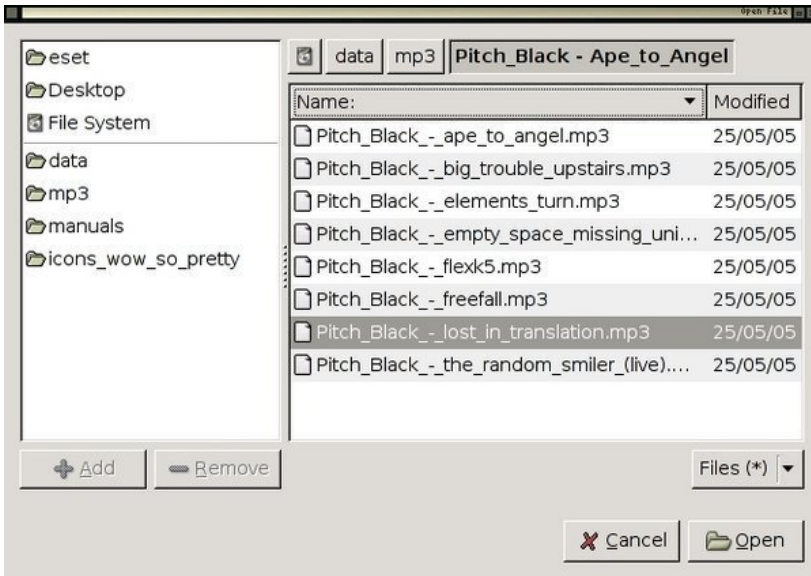 Open File
eset
Desktop
File System
data
mp3
manuals
icons_wow_so_pretty
Add
Remove
data mp3 Pitch_Black - Ape_to_Angel
Name: Modified
Pitch_Black_-_ape_to_angel.mp3 25/05/05
Pitch_Black_-_big_trouble_upstairs.mp3 25/05/05
Pitch_Black_-_elements_turn.mp3 25/05/05
Pitch_Black_-_empty_space_missing_uni... 25/05/05
Pitch_Black_-_flexk5.mp3 25/05/05
Pitch_Black_-_freefall.mp3 25/05/05
Pitch_Black_-_lost_in_translation.mp3 25/05/05
Pitch_Black_-_the_random_smiler_(live).... 25/05/05
Files (*)
Cancel
Open